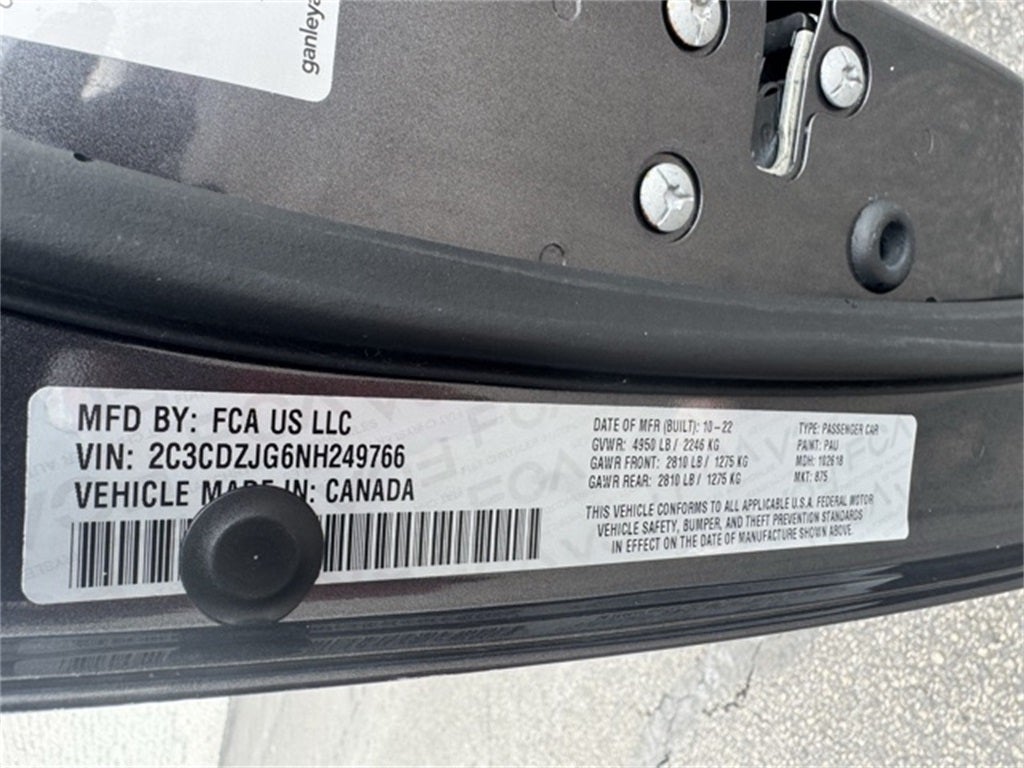 ganleya
MFD BY: FCA US LLC
VIN: 2C3CDZJG6NH249766
VEHICLE MADE IN: CANADA
DATE OF MFR (BUILT): 10-22
GVWR: 4950 LB / 2246 KG
GAWR FRONT: 2810 LB / 1275 KG
GAWR REAR: 2810 LB / 1275 KG
TYPE: PASSENGER CAR
PAINT: PAU
MDH: 102618
MKT: 875
THIS VEHICLE CONFORMS TO ALL APPLICABLE U.S.A. FEDERAL MOTOR
VEHICLE SAFETY, BUMPER, AND THEFT PREVENTION STANDARDS
IN EFFECT ON THE DATE OF MANUFACTURE SHOWN ABOVE.